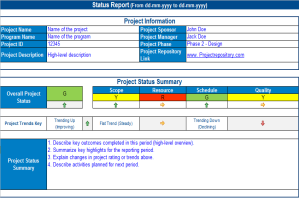 Status Report (From dd-mm-yyyy to dd-mm-yyyy)
Project Information
Project Name Name of the project Project Sponsor John Doe
Program Name Name of the program Project Manager Jack Doe
Project ID 12345 Project Phase Phase 2 - Design
Project Description High-level description Project Repository Link www.Projectrepository.com
Project Status Summary
Overall Project Status G Scope Resource Schedule Quality
Y R G Y
Project Trends Key Trending Up (Improving) Flat Trend (Steady) Trending Down (Declining)
Project Status Summary
1. Describe key outcomes completed in this period (high-level overview).
2. Summarize key highlights for the reporting period.
3. Explain changes in project rating or trends above.
4. Describe activities planned for next period.